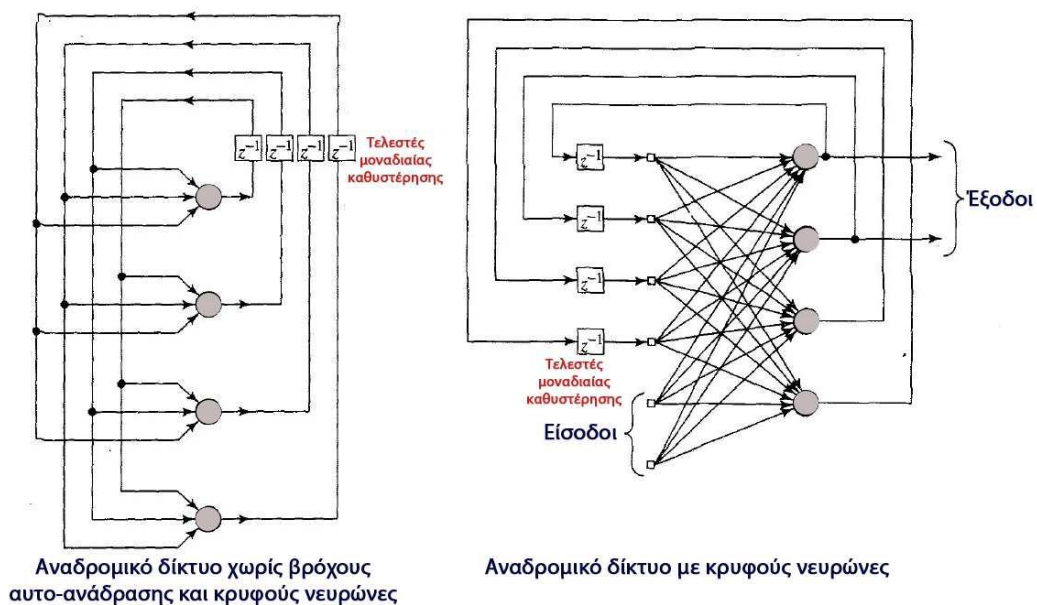 z⁻¹ z⁻¹ z⁻¹ z⁻¹
Τελεστές
μοναδιαίας
καθυστέρησης
Αναδρομικό δίκτυο χωρίς βρόχους
αυτο-ανάδρασης και κρυφούς νευρώνες
z⁻¹
z⁻¹
z⁻¹
z⁻¹
Τελεστές
μοναδιαίας
καθυστέρησης
Είσοδοι
Έξοδοι
Αναδρομικό δίκτυο με κρυφούς νευρώνες